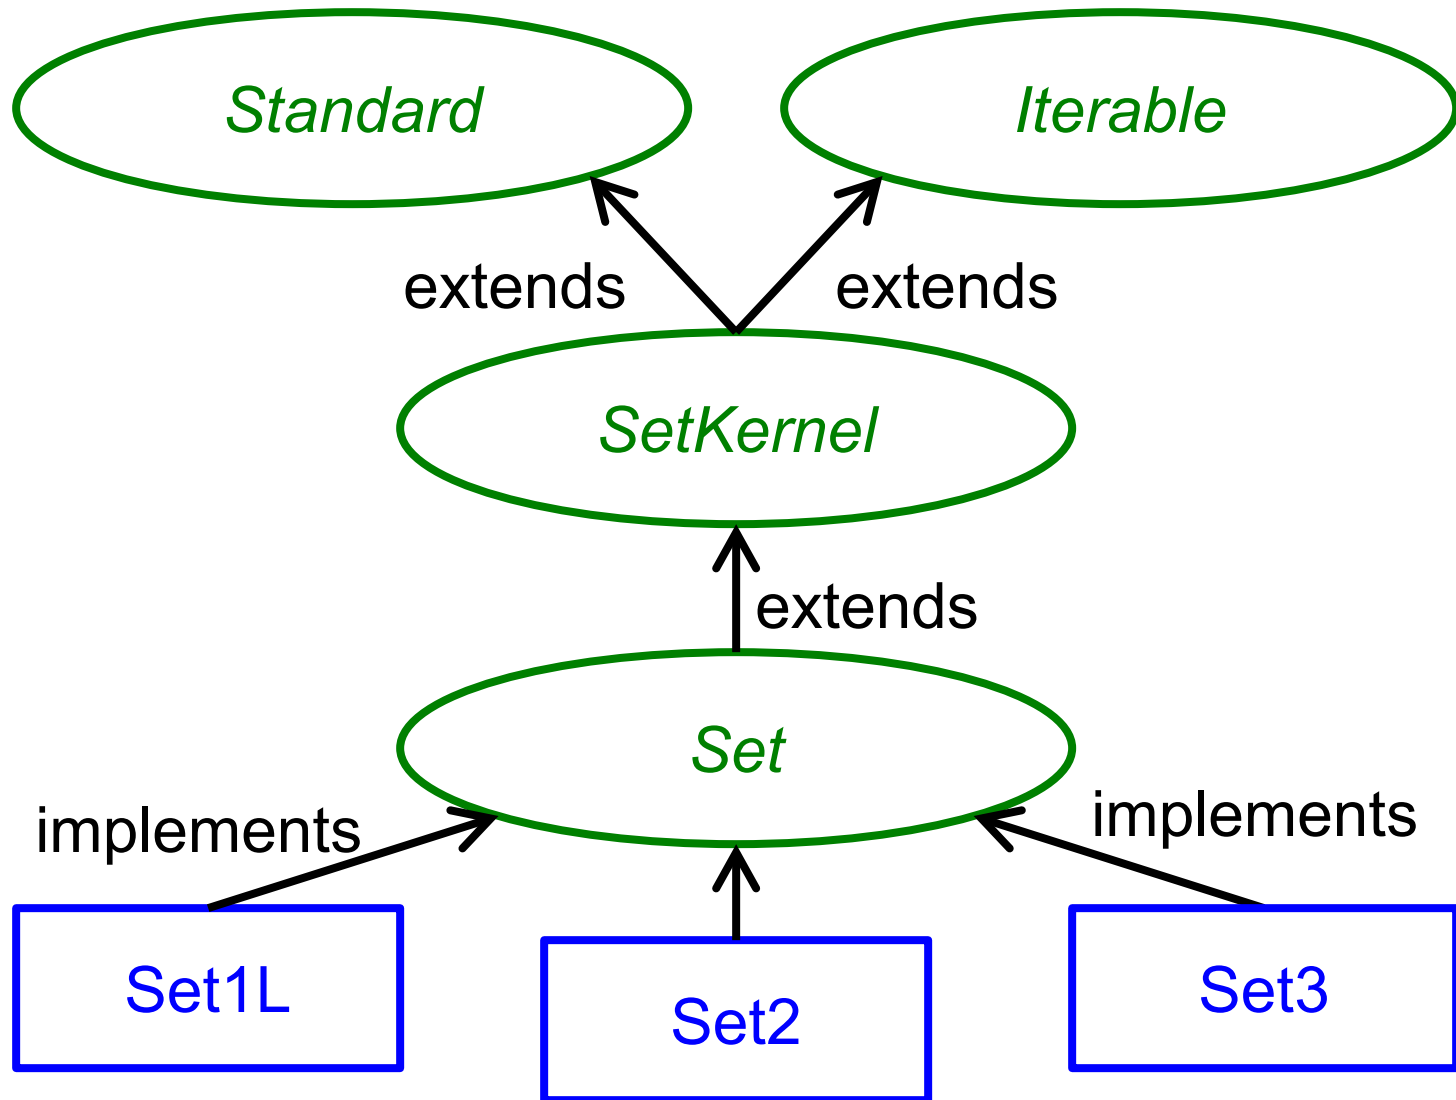 Standard
Iterable
extends
extends
SetKernel
extends
Set
implements
implements
Set1L
Set2
Set3